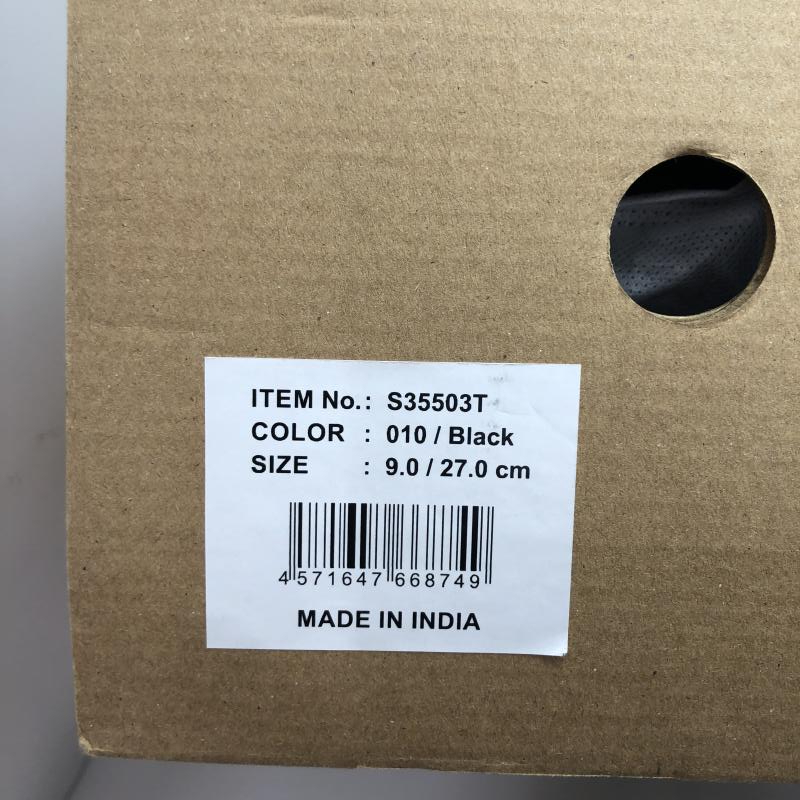 ITEM No.: S35503T
COLOR : 010 / Black
SIZE : 9.0 / 27.0 cm
4 571647 668749
MADE IN INDIA